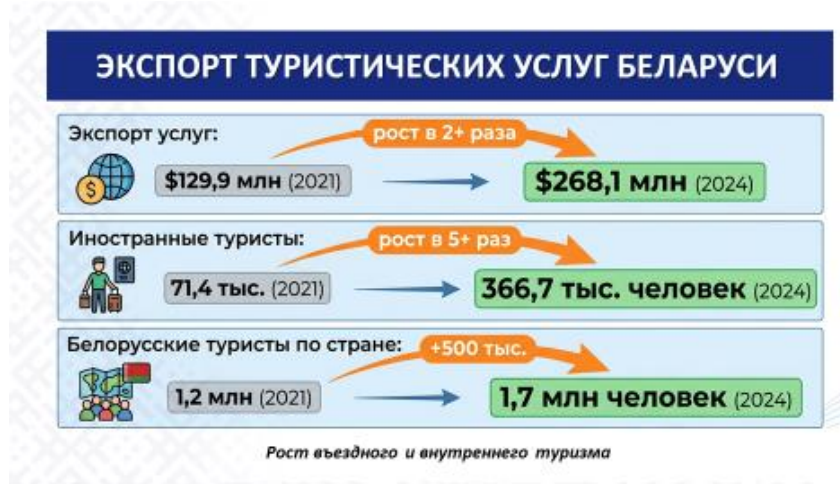 ЭКСПОРТ ТУРИСТИЧЕСКИХ УСЛУГ БЕЛАРУСИ
Экспорт услуг:
рост в 2+ раза
$129,9 млн (2021)
$268,1 млн (2024)
Иностранные туристы:
рост в 5+ раз
71,4 тыс. (2021)
366,7 тыс. человек (2024)
Белорусские туристы по стране:
+500 тыс.
1,2 млн (2021)
1,7 млн человек (2024)
Рост въездного и внутреннего туризма